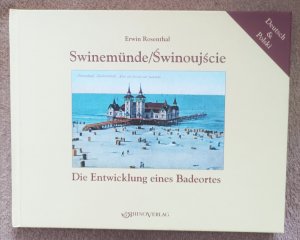 Erwin Rosenthal
Swinemünde/Świnoujście
Deutsch
&
Polski
Die Entwicklung eines Badeortes